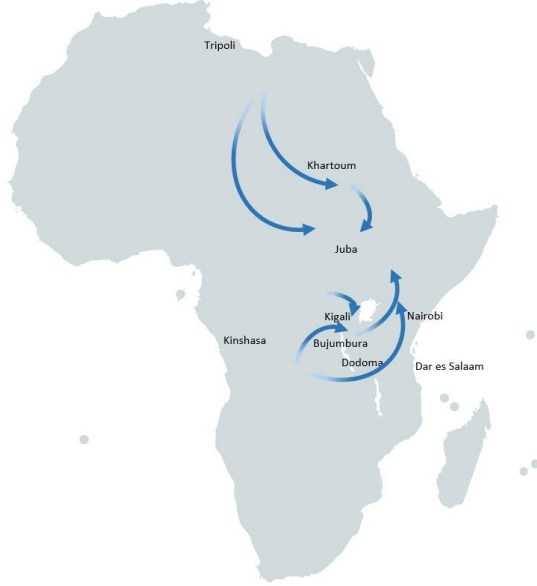 Tripoli
Khartoum
Juba
Kigali
Nairobi
Kinshasa
Bujumbura
Dodoma
Dar es Salaam